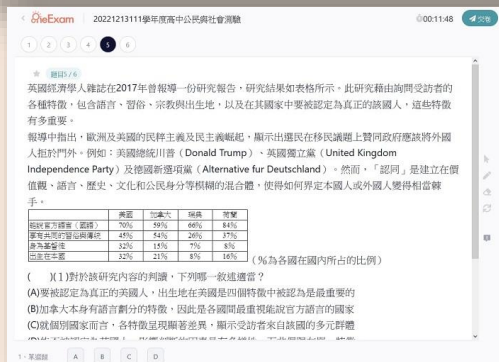 OneExam 20221213111學年度高中公民與社會測驗 00:11:48 交卷
1 2 3 4 5 6
題目5 / 6
英國經濟學人雜誌在2017年曾報導一份研究報告，研究結果如表格所示。此研究藉由詢問受訪者的
各種特徵，包含語言、習俗、宗教與出生地，以及在其國家中要被認定為真正的該國人，這些特徵
有多重要。
報導中指出，歐洲及美國的民粹主義及民主義崛起，顯示出選民在移民議題上贊同政府應該將外國
人拒於門外。例如：美國總統川普（Donald Trump）、英國獨立黨（United Kingdom
Independence Party）及德國新選項黨（Alternative fur Deutschland）。然而，「認同」是建立在價
值觀、語言、歷史、文化和公民身分等模糊的混合體，使得如何界定本國人或外國人變得相當棘
手。
美國 加拿大 瑞典 荷蘭
能說官方語言（國語） 70% 59% 66% 84%
享有共同的習俗與傳統 45% 54% 26% 37%
身為基督徒 32% 15% 7% 8%
出生在本國 32% 21% 8% 16%
（%為各國在國內所占的比例）
( )(1)對於該研究內容的判讀，下列哪一敘述適當？
(A)要被認定為真正的美國人，出生地在美國是四個特徵中被認為是最重要的
(B)加拿大本身有語言劃分的特徵，因此是各國間最重視能說官方語言的國家
(C)就個別國家而言，各特徵呈現顯著差異，顯示受訪者來自該國的多元群體
1、單選題 A B C D